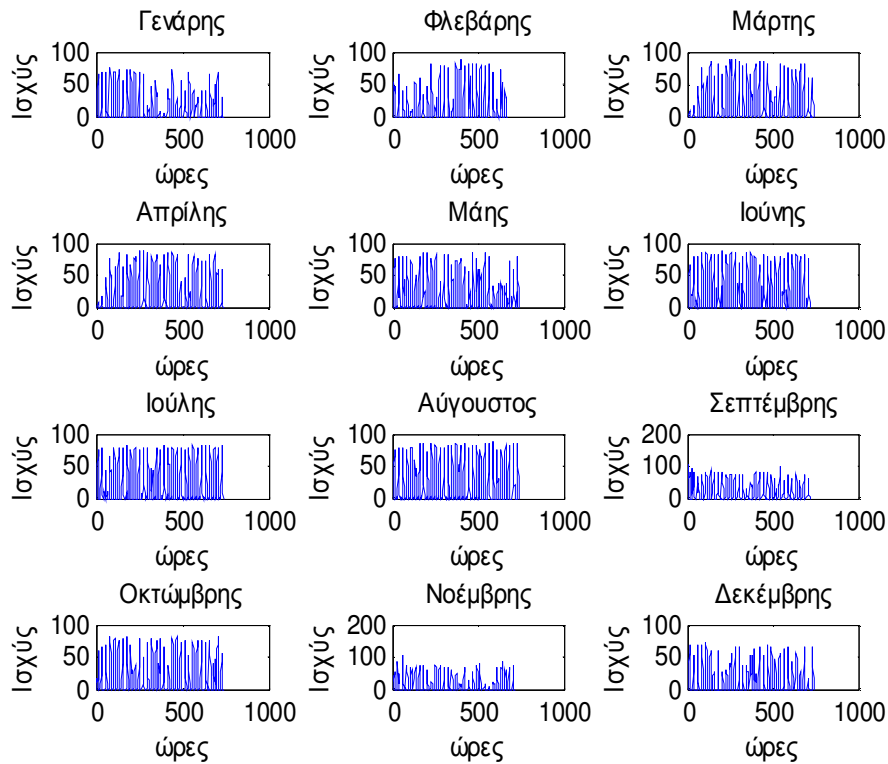 Γενάρης Φλεβάρης Μάρτης
100 100 100
Ισχύς 50 Ισχύς 50 Ισχύς 50
0 0 0
0 500 1000 0 500 1000 0 500 1000
ώρες ώρες ώρες
Απρίλης Μάης Ιούνης
100 100 100
Ισχύς 50 Ισχύς 50 Ισχύς 50
0 0 0
0 500 1000 0 500 1000 0 500 1000
ώρες ώρες ώρες
Ιούλης Αύγουστος Σεπτέμβρης
100 100 200
Ισχύς 50 Ισχύς 50 Ισχύς 100
0 0 0
0 500 1000 0 500 1000 0 500 1000
ώρες ώρες ώρες
Οκτώμβρης Νοέμβρης Δεκέμβρης
100 200 100
Ισχύς 50 Ισχύς 100 Ισχύς 50
0 0 0
0 500 1000 0 500 1000 0 500 1000
ώρες ώρες ώρες